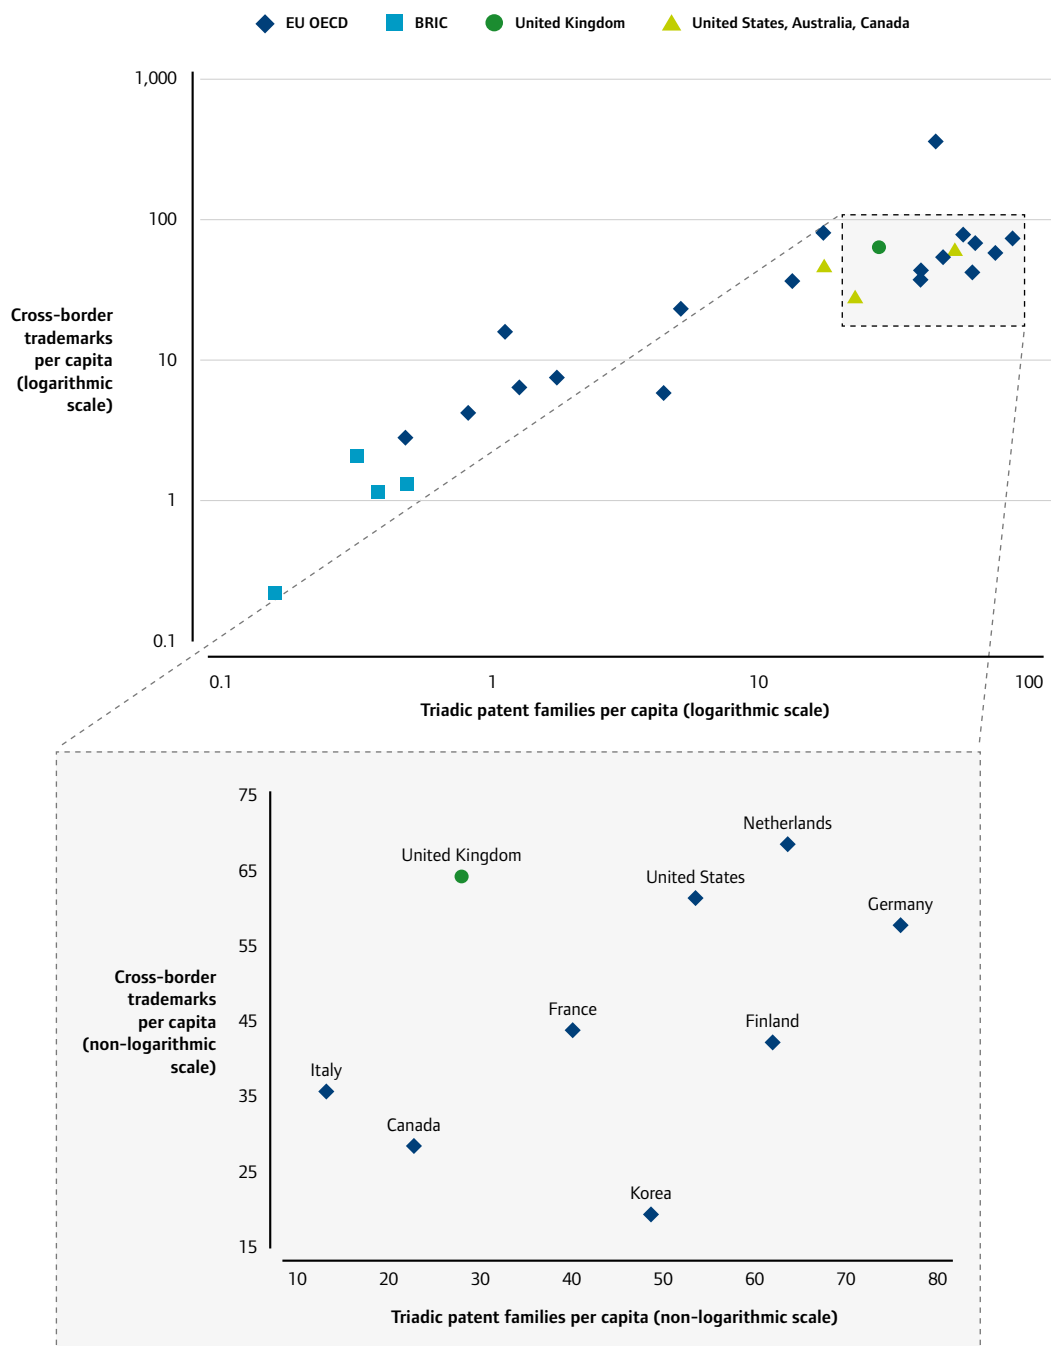 EU OECD BRIC United Kingdom United States, Australia, Canada
1,000
100
10
1
0.1
Cross-border
trademarks
per capita
(logarithmic
scale)
0.1 1 10 100
Triadic patent families per capita (logarithmic scale)
75
65
55
45
35
25
15
Cross-border
trademarks
per capita
(non-logarithmic
scale)
Netherlands
United Kingdom
United States
Germany
France
Finland
Italy
Canada
Korea
10 20 30 40 50 60 70 80
Triadic patent families per capita (non-logarithmic scale)